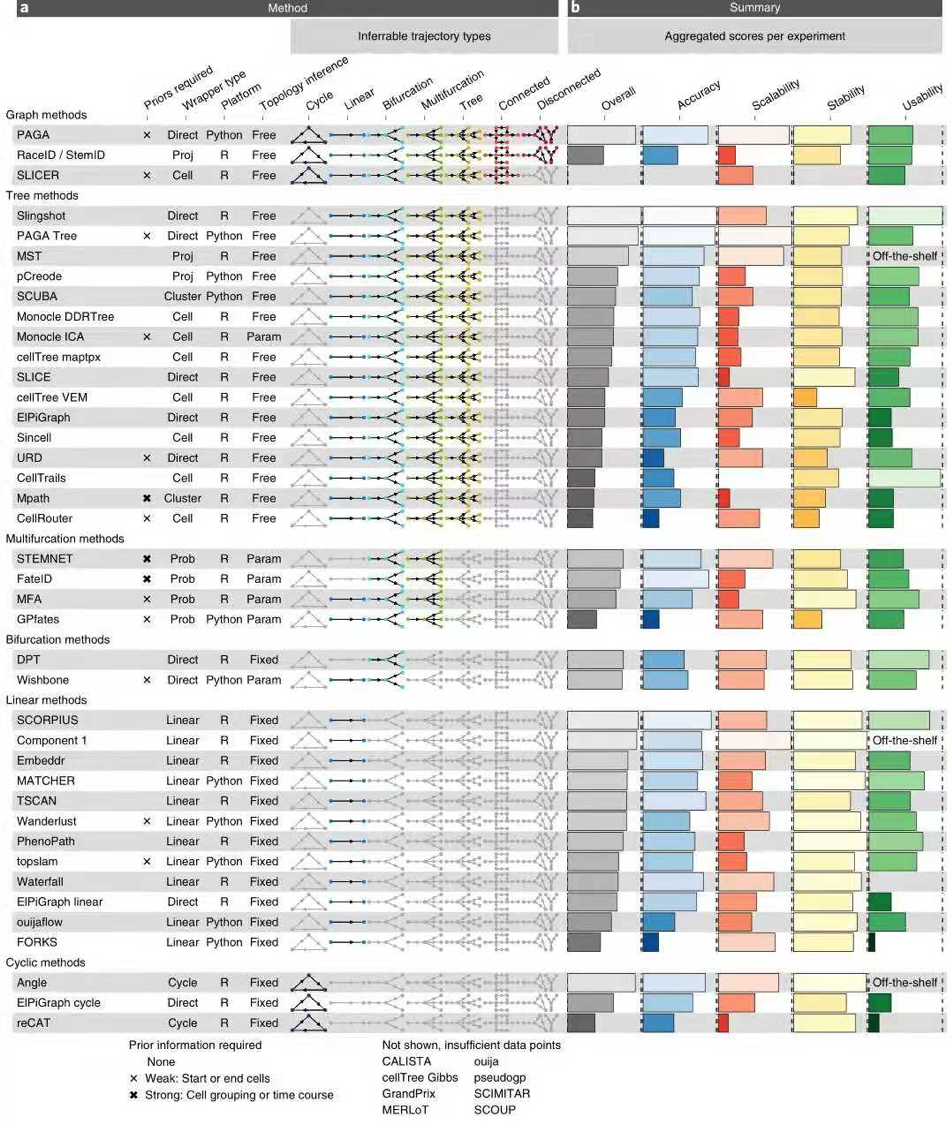 a Method b Summary
Inferrable trajectory types Aggregated scores per experiment
Priors required Wrapper type Platform Topology inference Cycle Linear Bifurcation Multifurcation Tree Connected Disconnected Overall Accuracy Scalability Stability Usability
Graph methods
PAGA × Direct Python Free
RaceID / StemID Proj R Free
SLICER × Cell R Free
Tree methods
Slingshot Direct R Free
PAGA Tree × Direct Python Free
MST Proj R Free Off-the-shelf
pCreode Proj Python Free
SCUBA Cluster Python Free
Monocle DDRTree Cell R Free
Monocle ICA × Cell R Param
cellTree maptpx Cell R Free
SLICE Direct R Free
cellTree VEM Cell R Free
ElPiGraph Direct R Free
Sincell Cell R Free
URD × Direct R Free
CellTrails Cell R Free
Mpath ✖ Cluster R Free
CellRouter × Cell R Free
Multifurcation methods
STEMNET ✖ Prob R Param
FateID ✖ Prob R Param
MFA × Prob R Param
GPfates × Prob Python Param
Bifurcation methods
DPT Direct R Fixed
Wishbone × Direct Python Param
Linear methods
SCORPIUS Linear R Fixed
Component 1 Linear R Fixed Off-the-shelf
Embeddr Linear R Fixed
MATCHER Linear Python Fixed
TSCAN Linear R Fixed
Wanderlust × Linear Python Fixed
PhenoPath Linear R Fixed
topslam × Linear Python Fixed
Waterfall Linear R Fixed
ElPiGraph linear Direct R Fixed
ouijaflow Linear Python Fixed
FORKS Linear Python Fixed
Cyclic methods
Angle Cycle R Fixed Off-the-shelf
ElPiGraph cycle Direct R Fixed
reCAT Cycle R Fixed
Prior information required Not shown, insufficient data points
None CALISTA ouija
× Weak: Start or end cells cellTree Gibbs pseudogp
✖ Strong: Cell grouping or time course GrandPrix SCIMITAR
MERLoT SCOUP